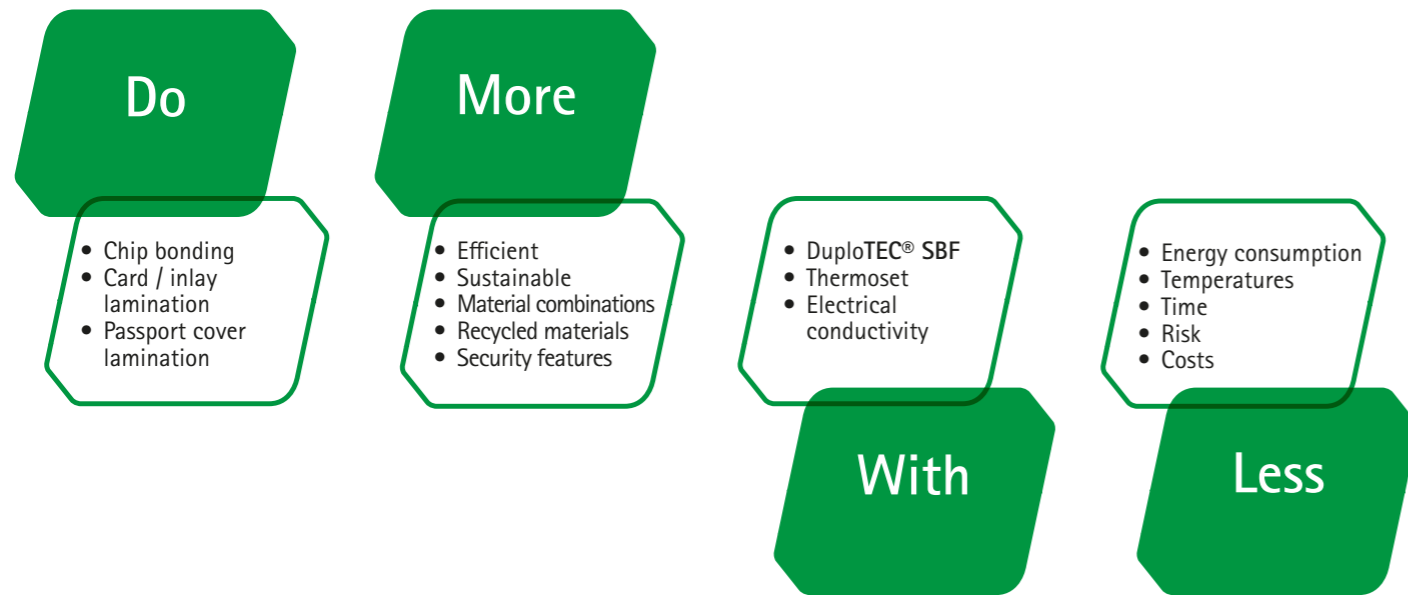 Do
• Chip bonding
• Card / inlay
lamination
• Passport cover
lamination
More
• Efficient
• Sustainable
• Material combinations
• Recycled materials
• Security features
• DuploTEC® SBF
• Thermoset
• Electrical
conductivity
With
• Energy consumption
• Temperatures
• Time
• Risk
• Costs
Less